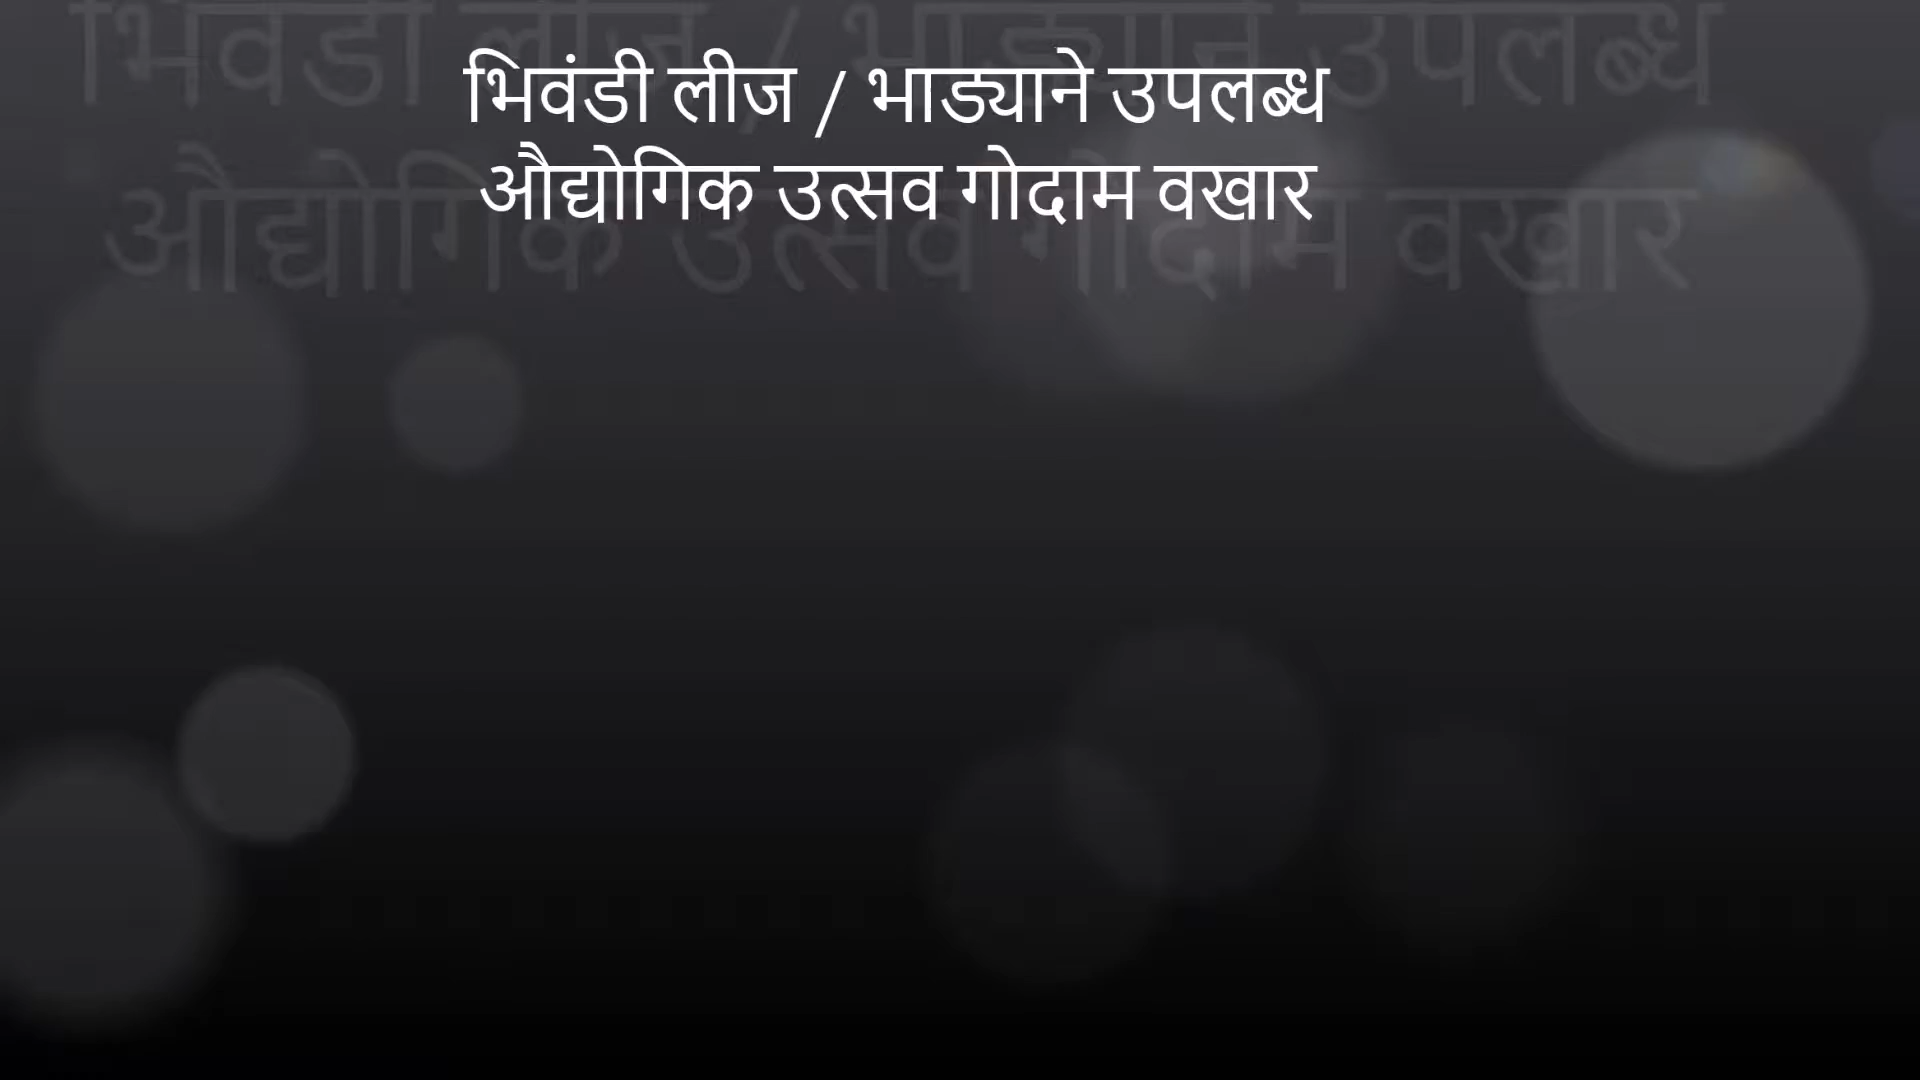 भिवंडी लीज / भाड्याने उपलब्ध
औद्योगिक उत्सव गोदाम वखार